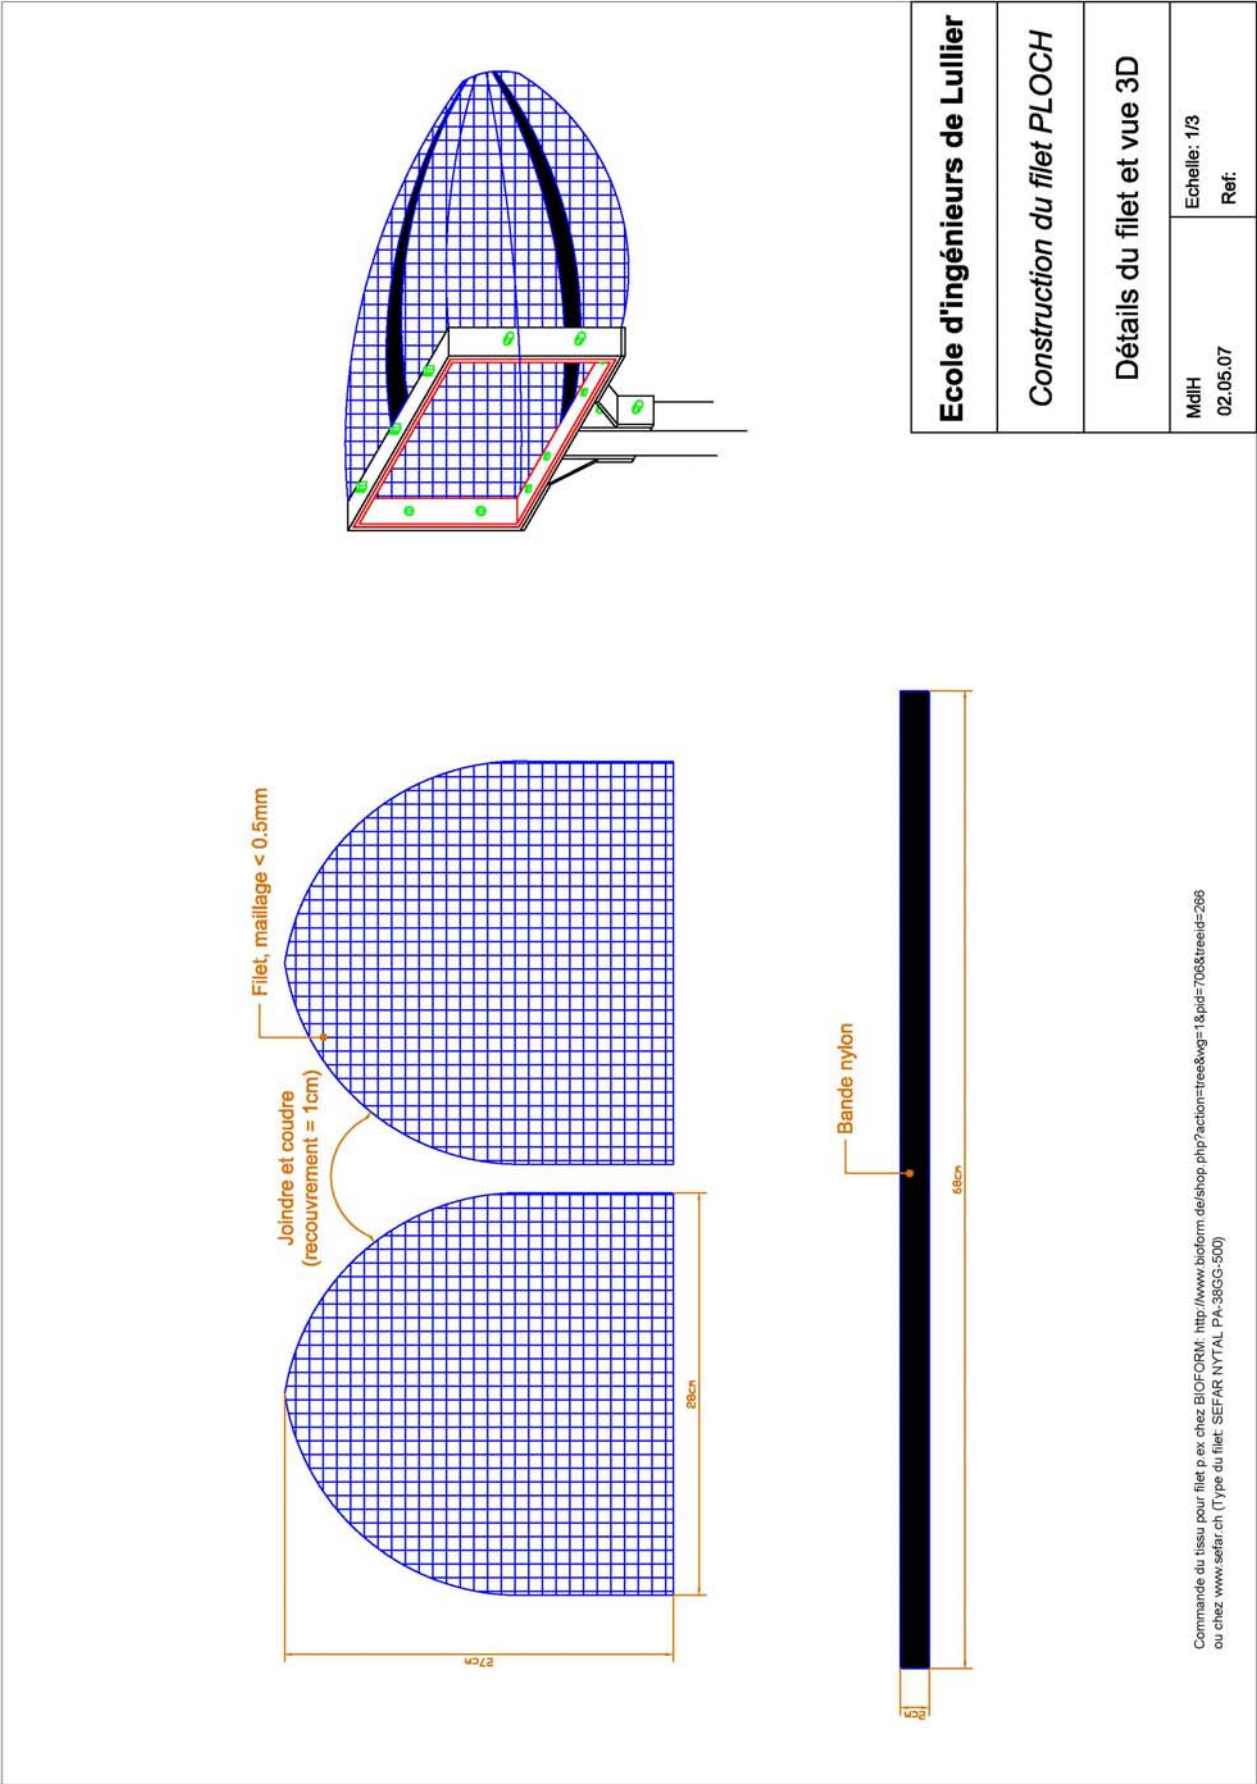 Filet, maillage < 0.5mm
Joindre et coudre
(recouvrement = 1cm)
27cm
28cm
Bande nylon
68cm
2cm
Commande du tissu pour filet p.ex chez BIOFORM: http://www.bioform.de/shop.php?action=tree&wg=1&pid=706&treeid=266
ou chez www.sefar.ch (Type du filet: SEFAR NYTAL PA-38GG-500)
Ecole d'ingénieurs de Lullier
Construction du filet PLOCH
Détails du filet et vue 3D
MdlH
02.05.07
Echelle: 1/3
Ref: